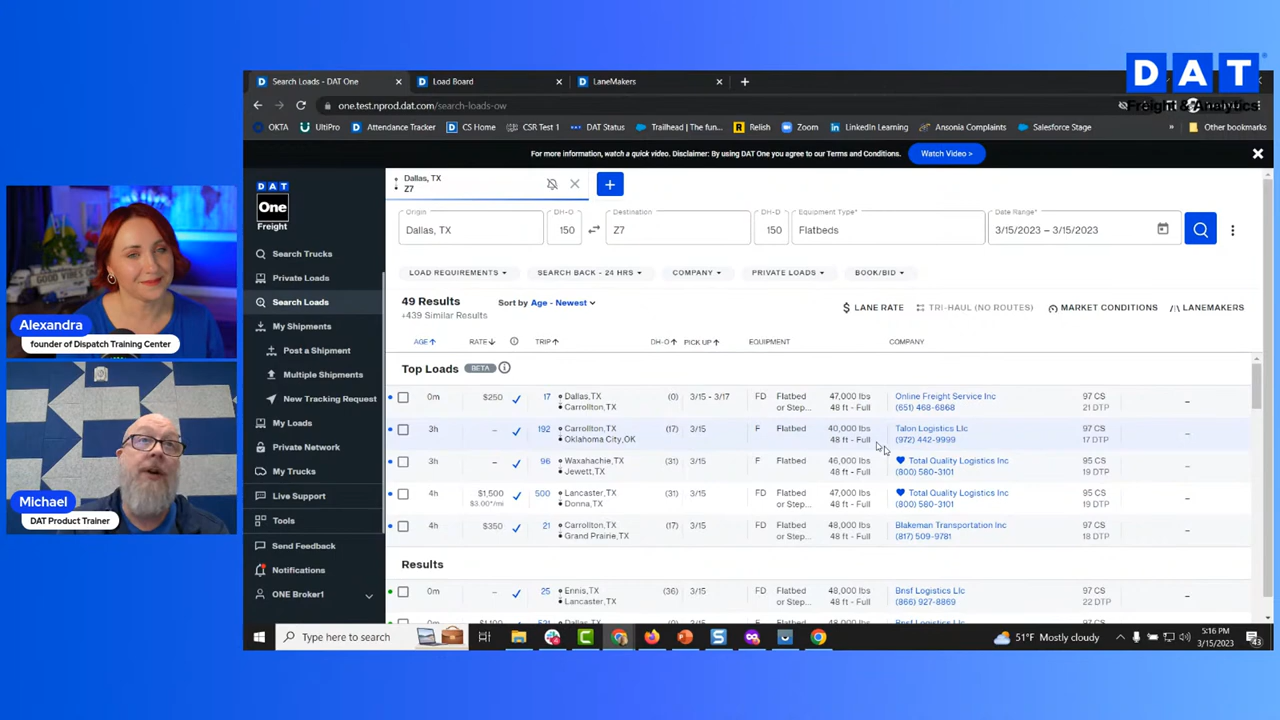 DAT
Freight & Analytics
Search Loads - DAT One
Load Board
LaneMakers
one.test.nprod.dat.com/search-loads-ow
OKTA
UltiPro
Attendance Tracker
CS Home
CSR Test 1
DAT Status
Trailhead | The fun...
Relish
Zoom
LinkedIn Learning
Ansonia Complaints
Salesforce Stage
»
Other bookmarks
For more information, watch a quick video. Disclaimer: By using DAT One you agree to our Terms and Conditions.
Watch Video >
DAT
One
Freight
Search Trucks
Private Loads
Search Loads
My Shipments
Post a Shipment
Multiple Shipments
New Tracking Request
My Loads
Private Network
My Trucks
Live Support
Tools
Send Feedback
Notifications
ONE Broker1
Dallas, TX
Z7
Origin
Dallas, TX
DH-O
150
Destination
Z7
DH-D
150
Equipment Type*
Flatbeds
Date Range*
3/15/2023 – 3/15/2023
LOAD REQUIREMENTS
SEARCH BACK - 24 HRS
COMPANY
PRIVATE LOADS
BOOK/BID
49 Results
+439 Similar Results
Sort by Age - Newest
LANE RATE
TRI-HAUL (NO ROUTES)
MARKET CONDITIONS
LANEMAKERS
AGE RATE TRIP DH-O PICK UP EQUIPMENT COMPANY
Top Loads BETA
0m $250 17 Dallas,TX (0) 3/15 - 3/17 FD Flatbed 47,000 lbs Online Freight Service Inc 97 CS –
Carrollton,TX or Step... 48 ft - Full (651) 468-6868 21 DTP
3h – 192 Carrollton,TX (17) 3/15 F Flatbed 40,000 lbs Talon Logistics Llc 97 CS –
Oklahoma City,OK 48 ft - Full (972) 442-9999 17 DTP
3h – 96 Waxahachie,TX (31) 3/15 F Flatbed 46,000 lbs Total Quality Logistics Inc 95 CS –
Jewett,TX 48 ft - Full (800) 580-3101 19 DTP
4h $1,500 500 Lancaster,TX (31) 3/15 FD Flatbed 47,000 lbs Total Quality Logistics Inc 95 CS –
$3.00*/mi Donna,TX or Step... 48 ft - Full (800) 580-3101 19 DTP
4h $350 21 Carrollton,TX (17) 3/15 FD Flatbed 48,000 lbs Blakeman Transportation Inc 97 CS –
Grand Prairie,TX or Step... 48 ft - Full (817) 509-9781 18 DTP
Results
0m – 25 Ennis,TX (36) 3/15 FD Flatbed 48,000 lbs Bnsf Logistics Llc 97 CS –
Lancaster,TX or Step... 48 ft - Full (866) 927-8869 22 DTP
Alexandra
founder of Dispatch Training Center
Michael
DAT Product Trainer
Type here to search
51°F Mostly cloudy
5:16 PM
3/15/2023
43